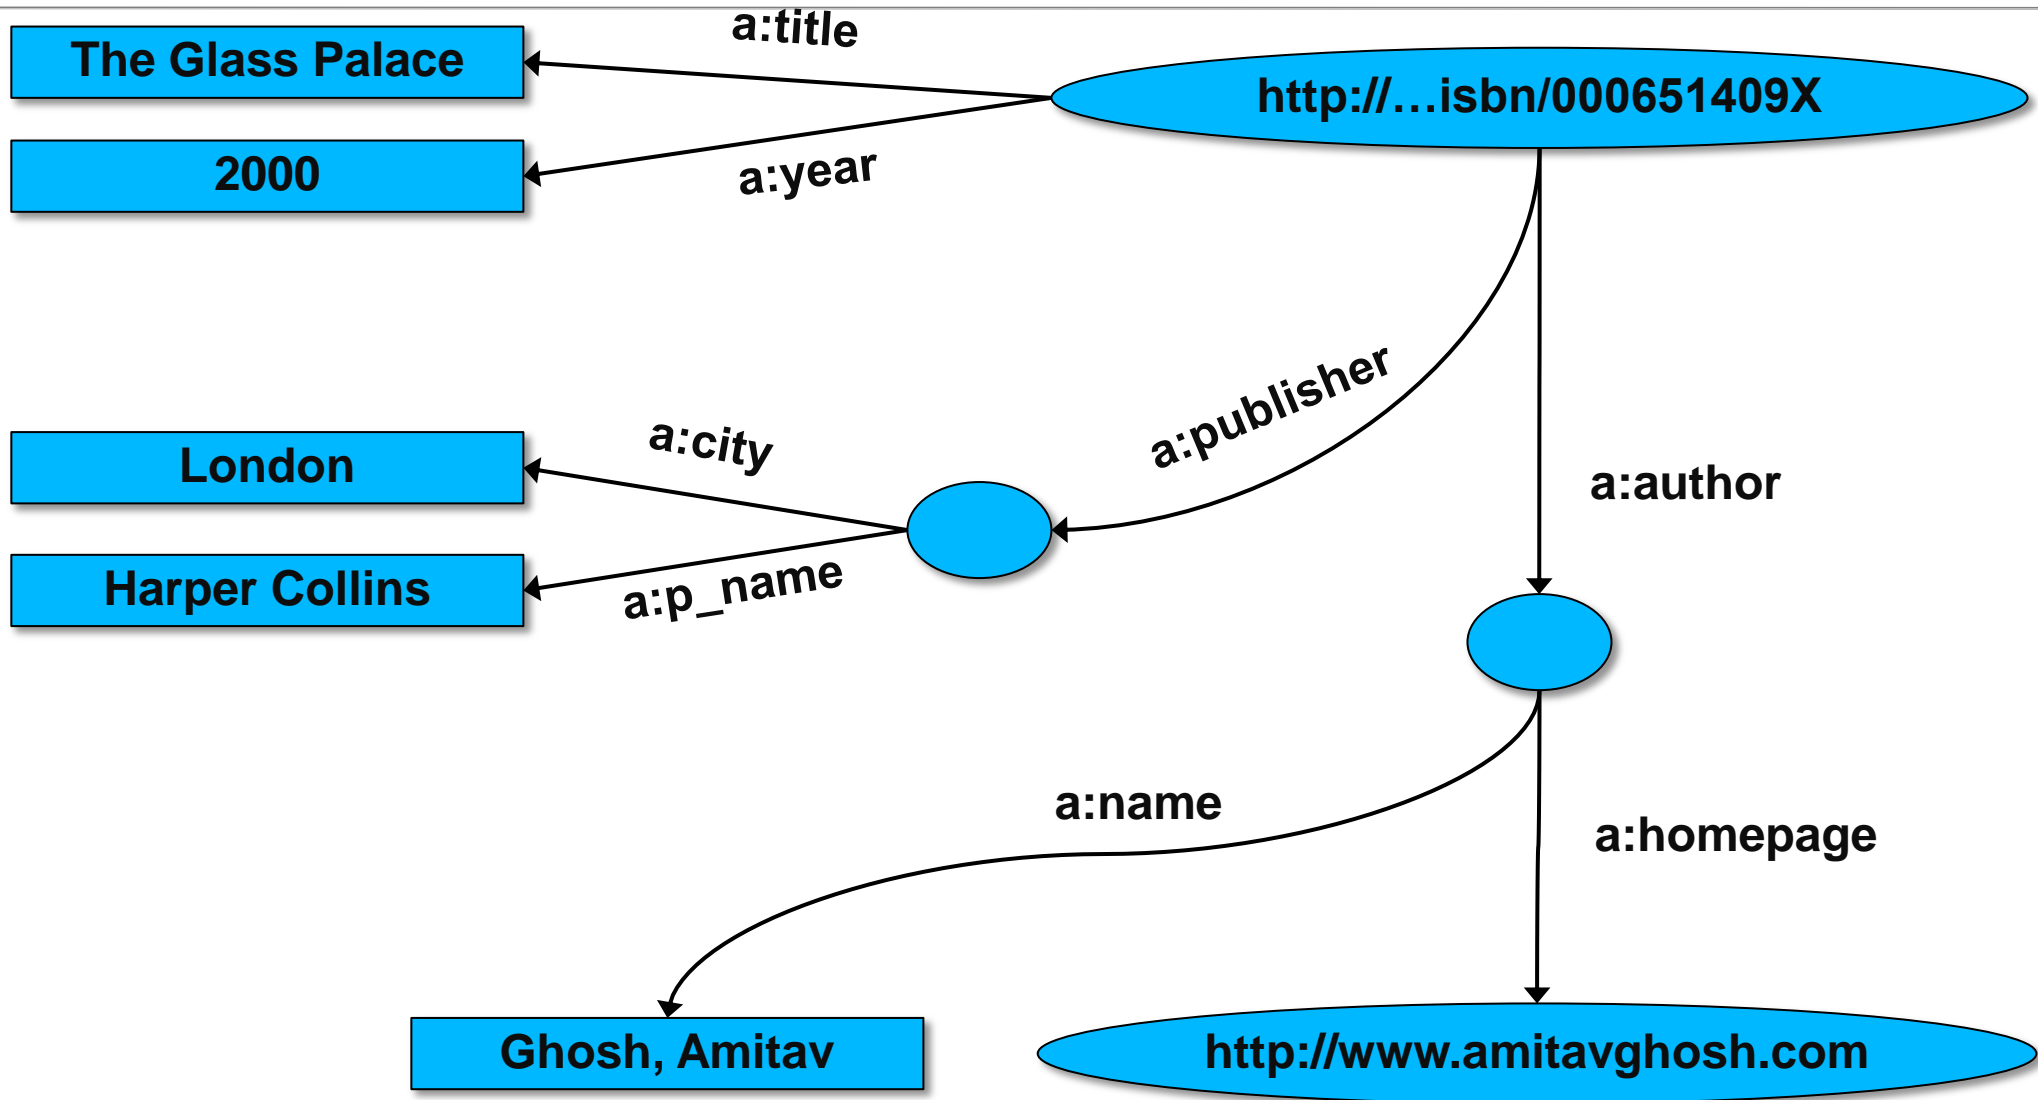 a:title
The Glass Palace
http://…isbn/000651409X
2000
a:year
a:publisher
a:city
London
a:author
Harper Collins
a:p_name
a:name
a:homepage
Ghosh, Amitav
http://www.amitavghosh.com